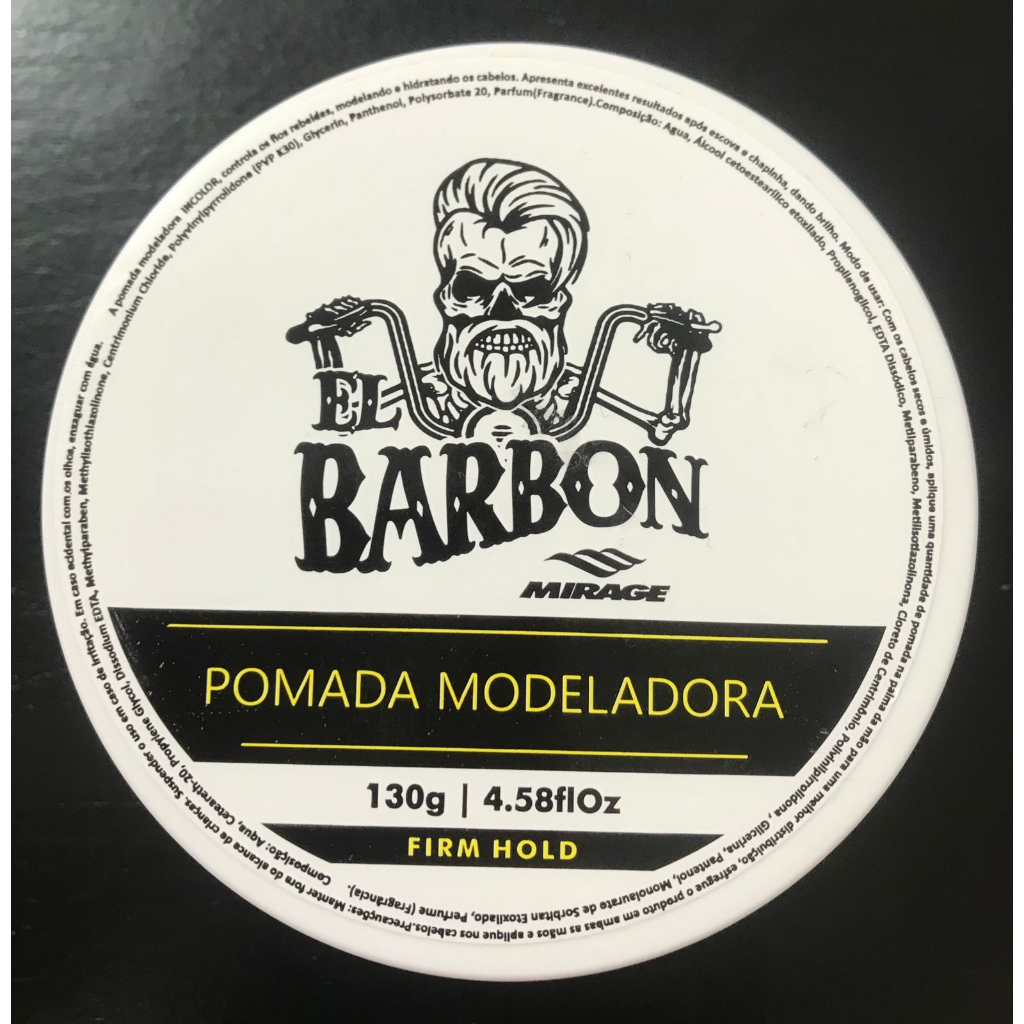 EL
BARBON
MIRAGE
POMADA MODELADORA
130g | 4.58flOz
FIRM HOLD
A pomada modeladora INCOLOR, controla os fios rebeldes, modelando e hidratando os cabelos. Apresenta excelentes resultados após escova e chapinha, dando brilho. Modo de usar: Com os cabelos secos e úmidos, aplique uma quantidade de pomada na palma da mão para uma melhor distribuição, esfregue o produto em ambas as mãos e aplique nos cabelos.Precauções: Manter fora do alcance de crianças. Suspender o uso em caso de irritação. Em caso acidental com os olhos, enxaguar com água.
Composição: Aqua, Ceteareth-20, Propylene Glycol, Dissodium EDTA, Methylparaben, Methylisothiazolinone, Centrimonium Chloride, Polyvinylpyrrolidone (PVP K30), Glycerin, Panthenol, Polysorbate 20, Parfum(Fragrance).Composição: Agua, Álcool cetoestearílico etoxilado, Propilenoglicol, EDTA Dissódico, Metilparabeno, Metilisotiazolinona, Cloreto de Centrimônio, Polivinilpirrolidona, Glicerina, Pantenol, Monolaurato de Sorbitan Etoxilado, Perfume (Fragrância).